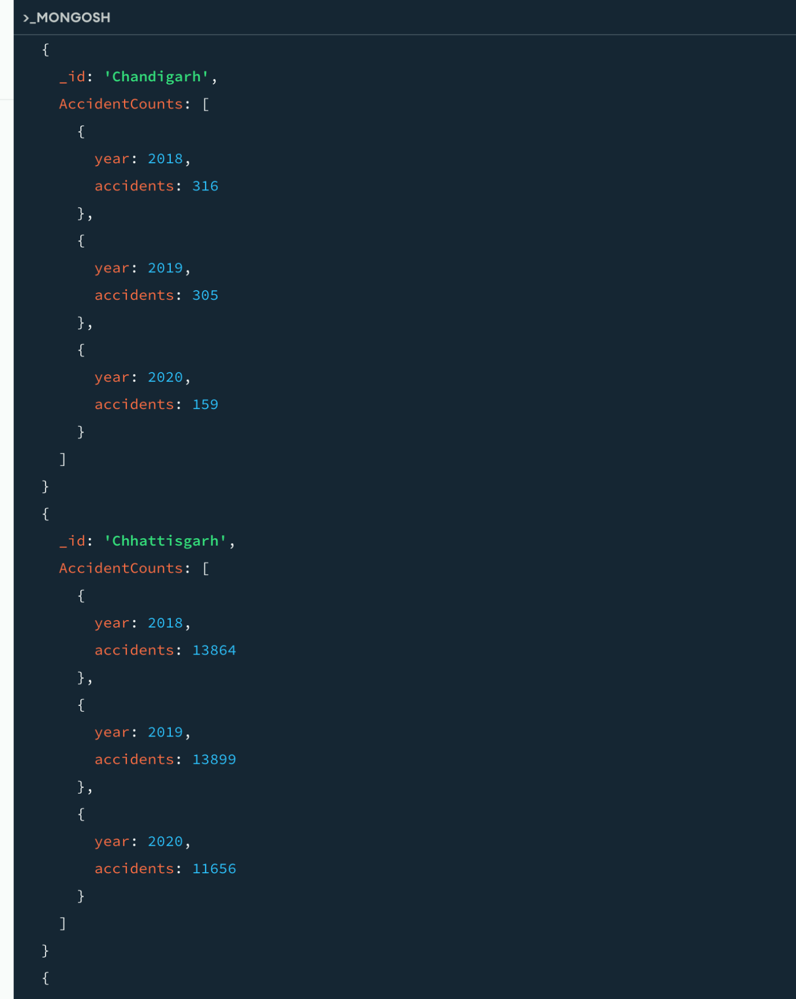 >_MONGOSH
{
_id: 'Chandigarh',
AccidentCounts: [
{
year: 2018,
accidents: 316
},
{
year: 2019,
accidents: 305
},
{
year: 2020,
accidents: 159
}
]
}
{
_id: 'Chhattisgarh',
AccidentCounts: [
{
year: 2018,
accidents: 13864
},
{
year: 2019,
accidents: 13899
},
{
year: 2020,
accidents: 11656
}
]
}
{